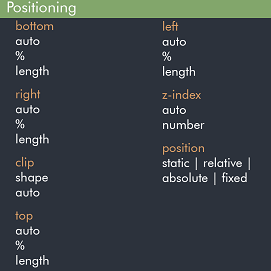 Positioning
bottom
auto
%
length
right
auto
%
length
clip
shape
auto
top
auto
%
length
left
auto
%
length
z-index
auto
number
position
static | relative |
absolute | fixed